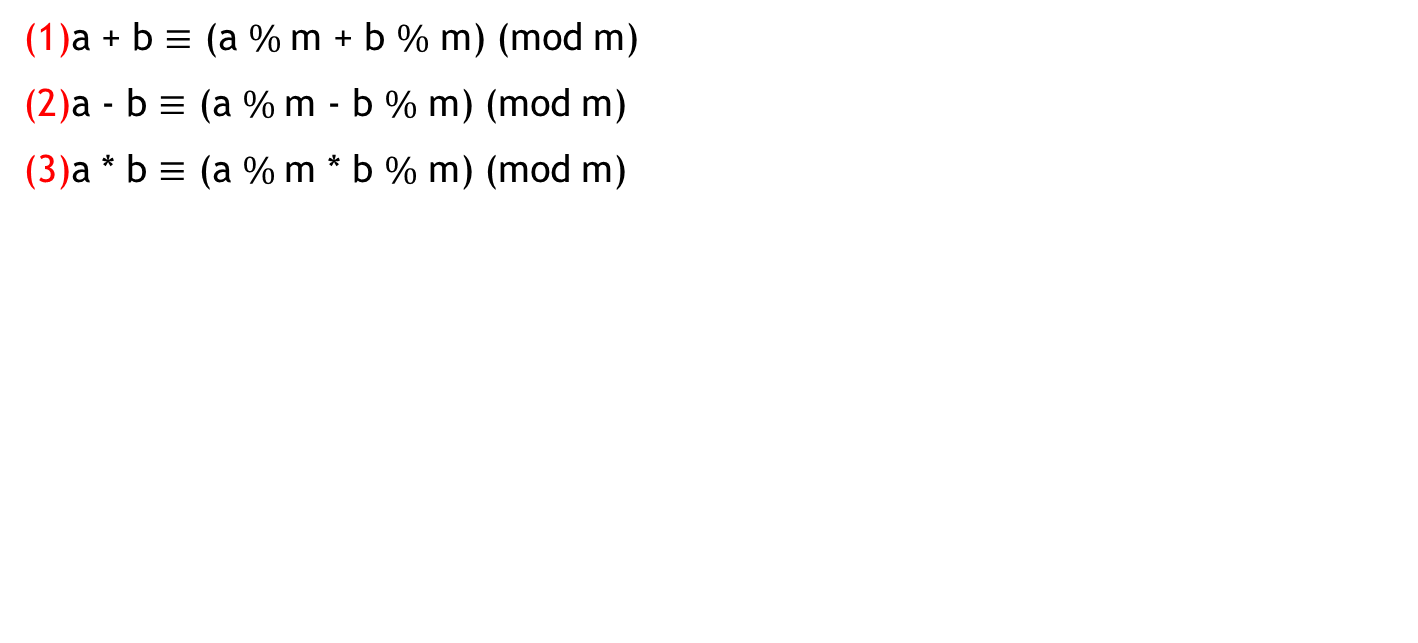 (1)a + b ≡ (a % m + b % m) (mod m)
(2)a - b ≡ (a % m - b % m) (mod m)
(3)a * b ≡ (a % m * b % m) (mod m)